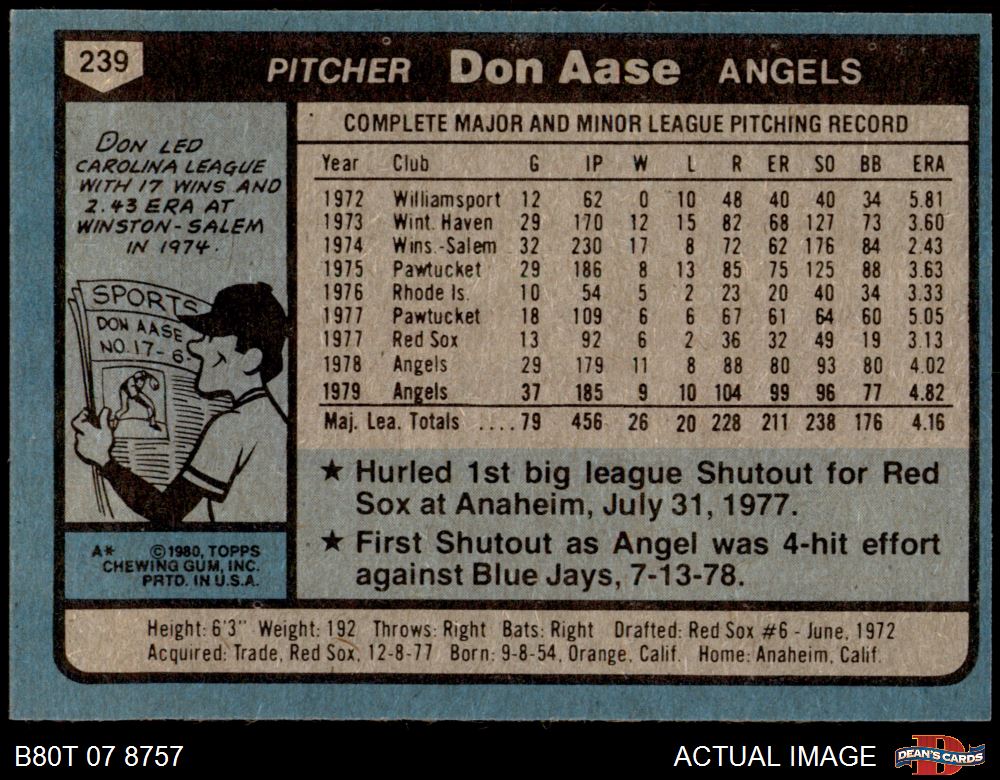 239
PITCHER Don Aase ANGELS
DON LED
CAROLINA LEAGUE
WITH 17 WINS AND
2.43 ERA AT
WINSTON-SALEM
IN 1974.
SPORTS
DON AASE
NO. 17-6
A* ©1980, TOPPS
CHEWING GUM, INC.
PRTD. IN U.S.A.
COMPLETE MAJOR AND MINOR LEAGUE PITCHING RECORD
Year Club G IP W L R ER SO BB ERA
1972 Williamsport 12 62 0 10 48 40 40 34 5.81
1973 Wint. Haven 29 170 12 15 82 68 127 73 3.60
1974 Wins.-Salem 32 230 17 8 72 62 176 84 2.43
1975 Pawtucket 29 186 8 13 85 75 125 88 3.63
1976 Rhode Is. 10 54 5 2 23 20 40 34 3.33
1977 Pawtucket 18 109 6 6 67 61 64 60 5.05
1977 Red Sox 13 92 6 2 36 32 49 19 3.13
1978 Angels 29 179 11 8 88 80 93 80 4.02
1979 Angels 37 185 9 10 104 99 96 77 4.82
Maj. Lea. Totals ....79 456 26 20 228 211 238 176 4.16
★ Hurled 1st big league Shutout for Red
Sox at Anaheim, July 31, 1977.
★ First Shutout as Angel was 4-hit effort
against Blue Jays, 7-13-78.
Height: 6'3" Weight: 192 Throws: Right Bats: Right Drafted: Red Sox #6 - June, 1972
Acquired: Trade, Red Sox, 12-8-77 Born: 9-8-54, Orange, Calif. Home: Anaheim, Calif.
B80T 07 8757 ACTUAL IMAGE
D
DEAN'S CARDS